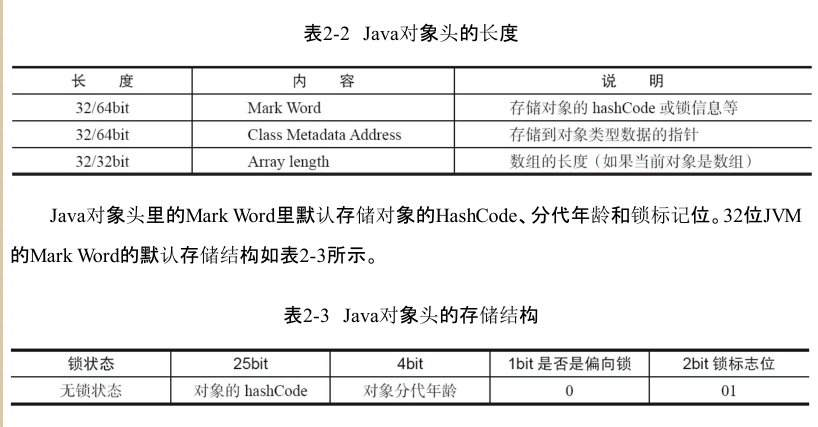 表2-2 Java对象头的长度
长 度 内 容 说 明
32/64bit Mark Word 存储对象的 hashCode 或锁信息等
32/64bit Class Metadata Address 存储到对象类型数据的指针
32/32bit Array length 数组的长度（如果当前对象是数组）
Java对象头里的Mark Word里默认存储对象的HashCode、分代年龄和锁标记位。32位JVM
的Mark Word的默认存储结构如表2-3所示。
表2-3 Java对象头的存储结构
锁状态 25bit 4bit 1bit 是否是偏向锁 2bit 锁标志位
无锁状态 对象的 hashCode 对象分代年龄 0 01